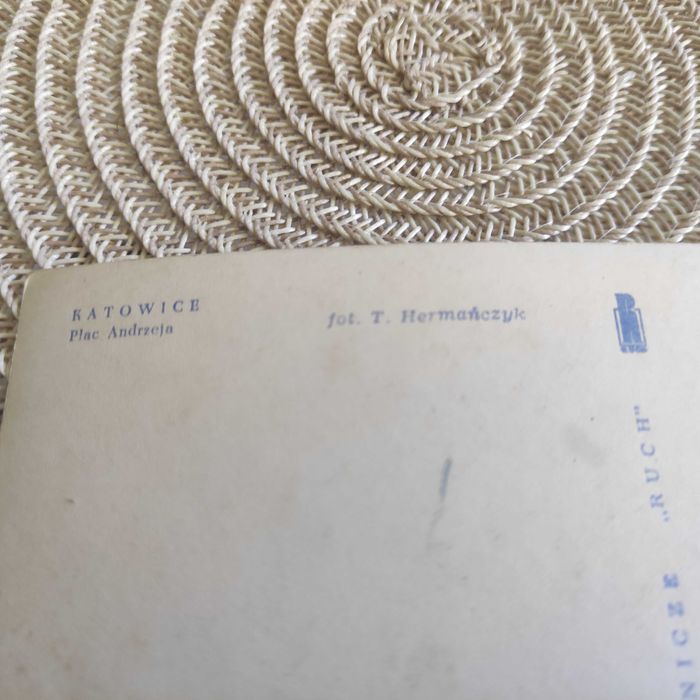 KATOWICE
Plac Andrzeja
fot. T. Hermańczyk
"RUCH"